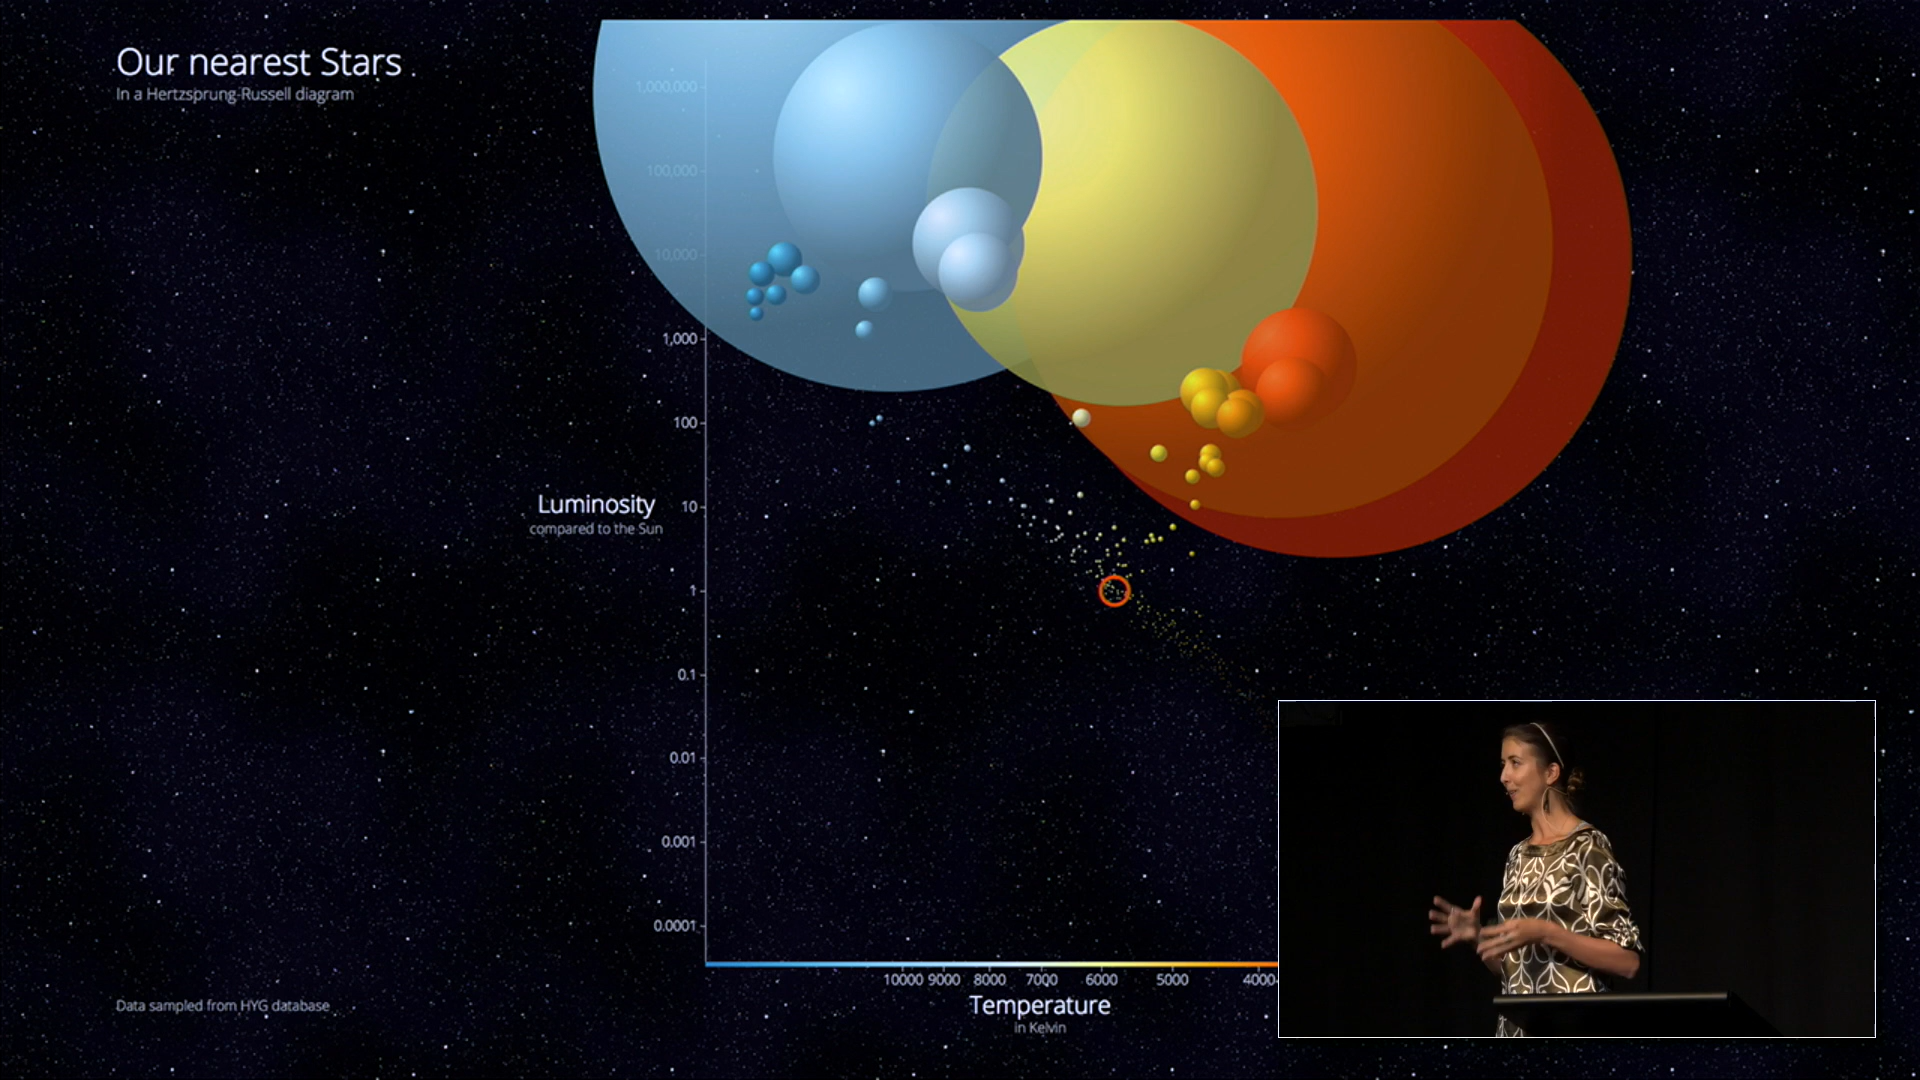 Our nearest Stars
In a Hertzsprung-Russell diagram
1,000,000
100,000
10,000
1,000
100
Luminosity
compared to the Sun
10
1
0.1
0.01
0.001
0.0001
10000 9000 8000 7000 6000 5000 4000
Temperature
in Kelvin
Data sampled from HYG database